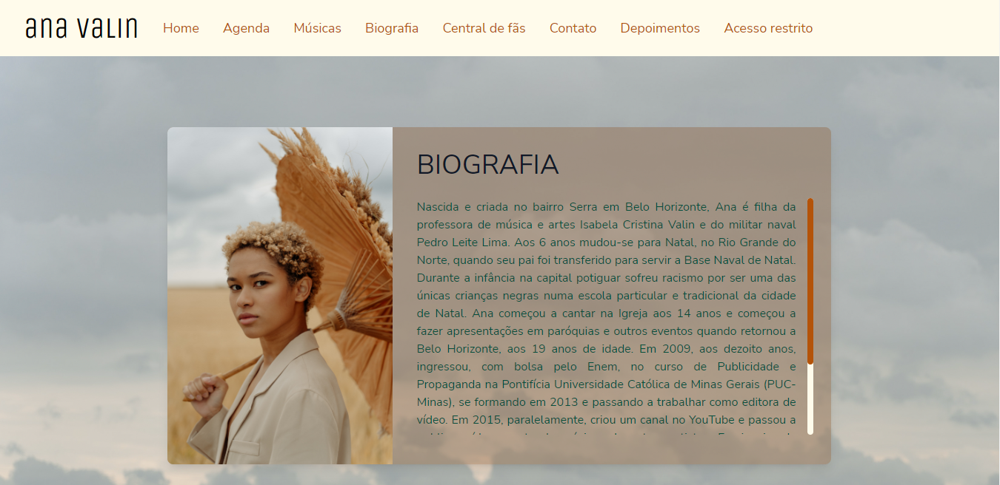 ana valin
Home Agenda Músicas Biografia Central de fãs Contato Depoimentos Acesso restrito
BIOGRAFIA
Nascida e criada no bairro Serra em Belo Horizonte, Ana é filha da
professora de música e artes Isabela Cristina Valin e do militar naval
Pedro Leite Lima. Aos 6 anos mudou-se para Natal, no Rio Grande do
Norte, quando seu pai foi transferido para servir a Base Naval de Natal.
Durante a infância na capital potiguar sofreu racismo por ser uma das
únicas crianças negras numa escola particular e tradicional da cidade
de Natal. Ana começou a cantar na Igreja aos 14 anos e começou a
fazer apresentações em paróquias e outros eventos quando retornou a
Belo Horizonte, aos 19 anos de idade. Em 2009, aos dezoito anos,
ingressou, com bolsa pelo Enem, no curso de Publicidade e
Propaganda na Pontifícia Universidade Católica de Minas Gerais (PUC-
Minas), se formando em 2013 e passando a trabalhar como editora de
vídeo. Em 2015, paralelamente, criou um canal no YouTube e passou a